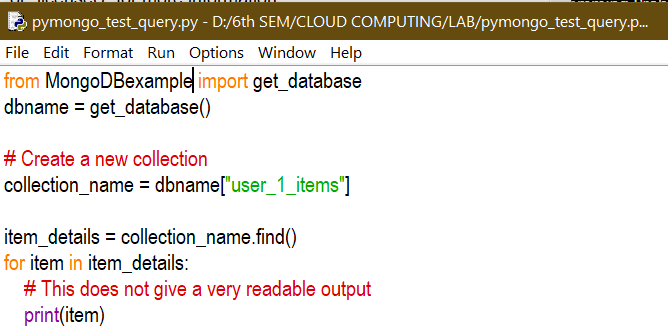 pymongo_test_query.py - D:/6th SEM/CLOUD COMPUTING/LAB/pymongo_test_query.p...
File Edit Format Run Options Window Help
from MongoDBexample import get_database
dbname = get_database()
# Create a new collection
collection_name = dbname["user_1_items"]
item_details = collection_name.find()
for item in item_details:
# This does not give a very readable output
print(item)